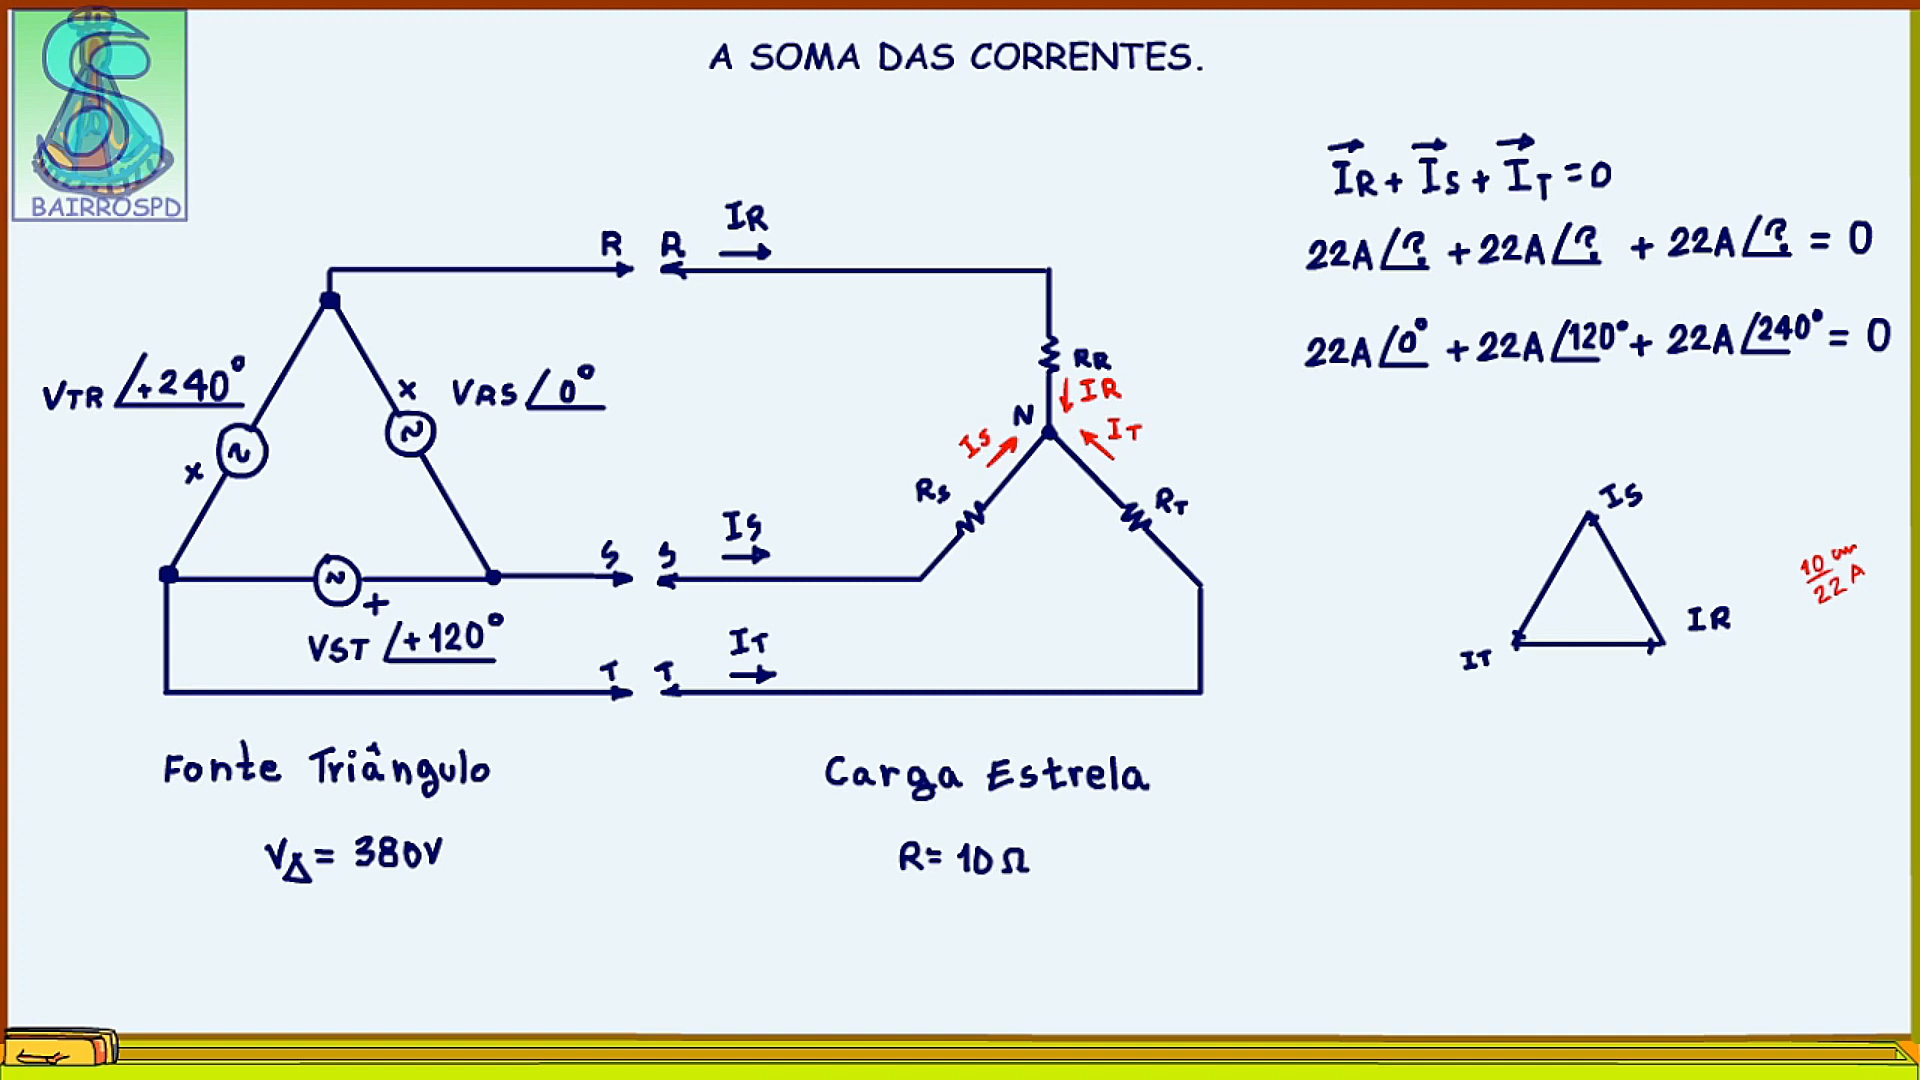 A SOMA DAS CORRENTES.
BAIRROSPD
IR + IS + IT = 0
22A∠? + 22A∠? + 22A∠? = 0
22A∠0° + 22A∠120° + 22A∠240° = 0
R R IR
VTR ∠+240°
x
VRS ∠0°
x
~
~
RR
IR
N
IS
IT
RS
RT
S S IS
~
+
VST ∠+120°
T T IT
IS
IT
IR
10 cm
22 A
Fonte Triângulo
VΔ = 380V
Carga Estrela
R = 10Ω